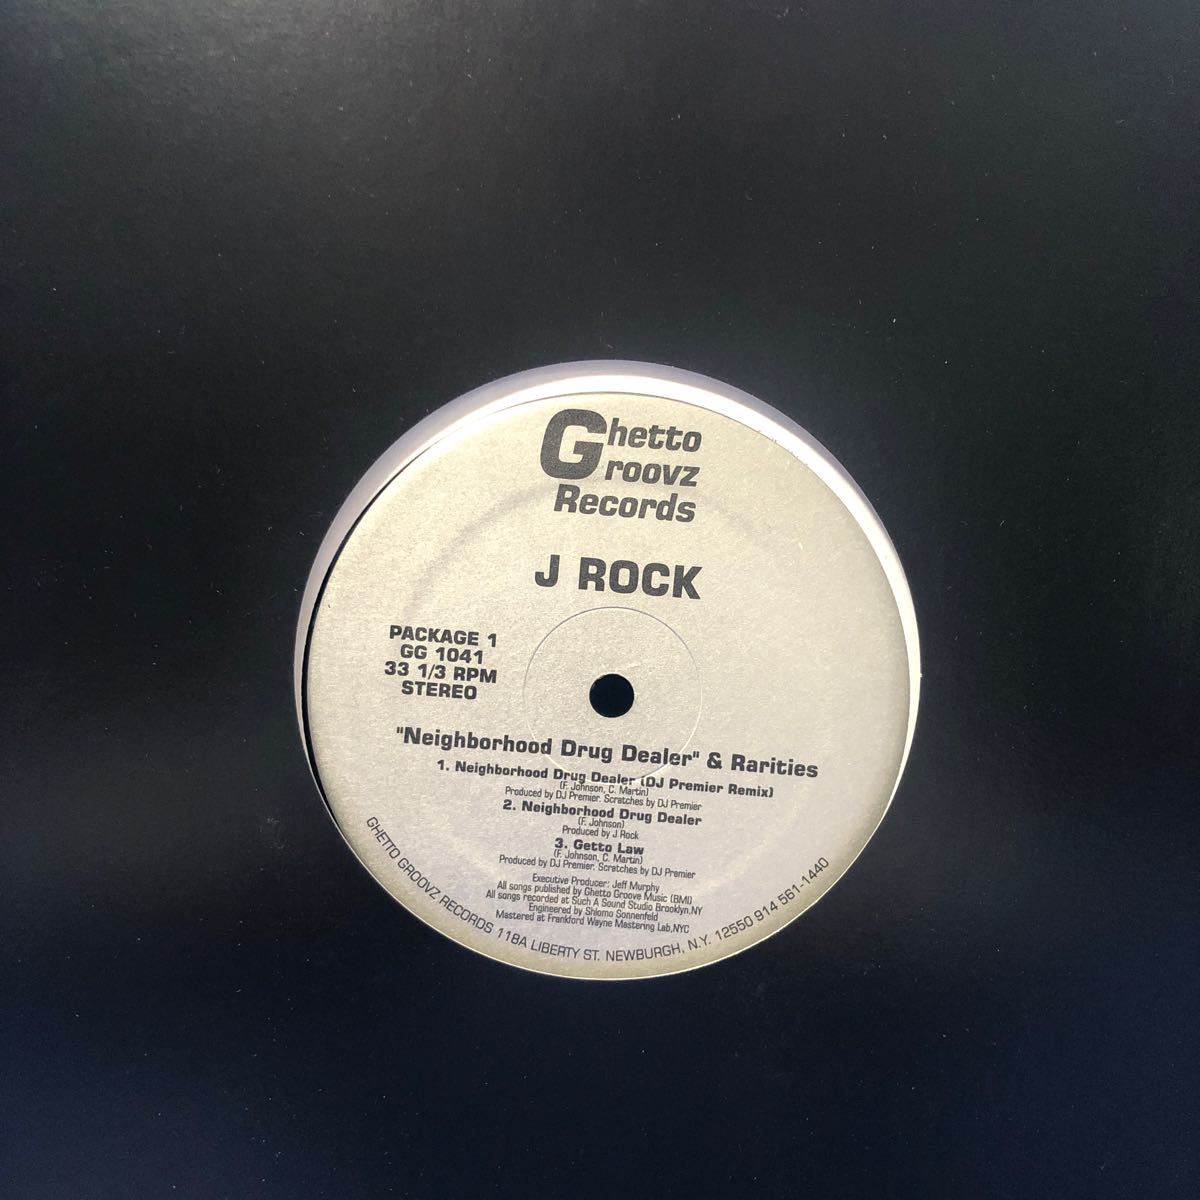 Ghetto
Groovz
Records
J ROCK
PACKAGE 1
GG 1041
33 1/3 RPM
STEREO
"Neighborhood Drug Dealer" & Rarities
1. Neighborhood Drug Dealer (DJ Premier Remix)
(F. Johnson, C. Martin)
Produced by DJ Premier. Scratches by DJ Premier
2. Neighborhood Drug Dealer
(F. Johnson)
Produced by J Rock
3. Getto Law
(F. Johnson, C. Martin)
Produced by DJ Premier. Scratches by DJ Premier
Executive Producer: Jeff Murphy
All songs published by Ghetto Groove Music (BMI)
All songs recorded at Such A Sound Studio Brooklyn,NY
Engineered by Shlomo Sonnenfeld
Mastered at Frankford Wayne Mastering Lab,NYC
GHETTO GROOVZ RECORDS 118A LIBERTY ST. NEWBURGH, N.Y. 12550 914 561-1440